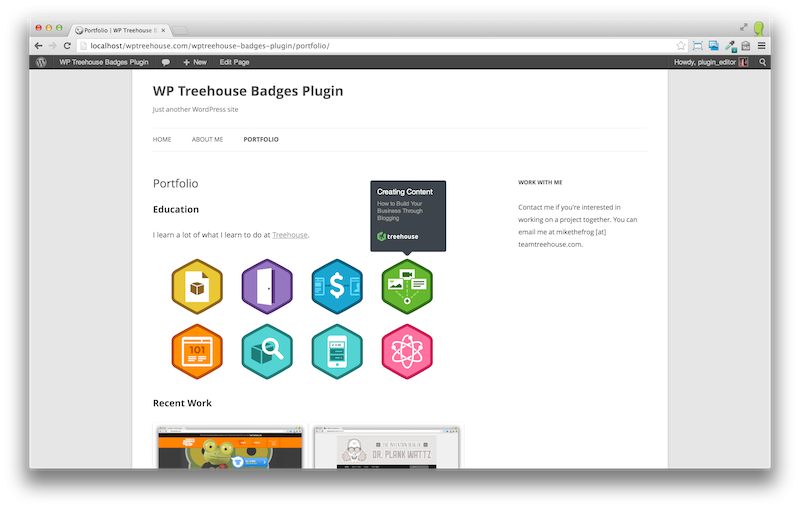 Portfolio | WP Treehouse B
localhost/wptreehouse.com/wptreehouse-badges-plugin/portfolio/
WP Treehouse Badges Plugin
+ New
Edit Page
Howdy, plugin_editor
WP Treehouse Badges Plugin
Just another WordPress site
HOME
ABOUT ME
PORTFOLIO
Portfolio
Education
I learn a lot of what I learn to do at Treehouse.
Creating Content
How to Build Your
Business Through
Blogging
treehouse
WORK WITH ME
Contact me if you're interested in
working on a project together. You can
email me at mikethefrog [at]
teamtreehouse.com.
$
101
Recent Work
DR. PLANK WATTZ